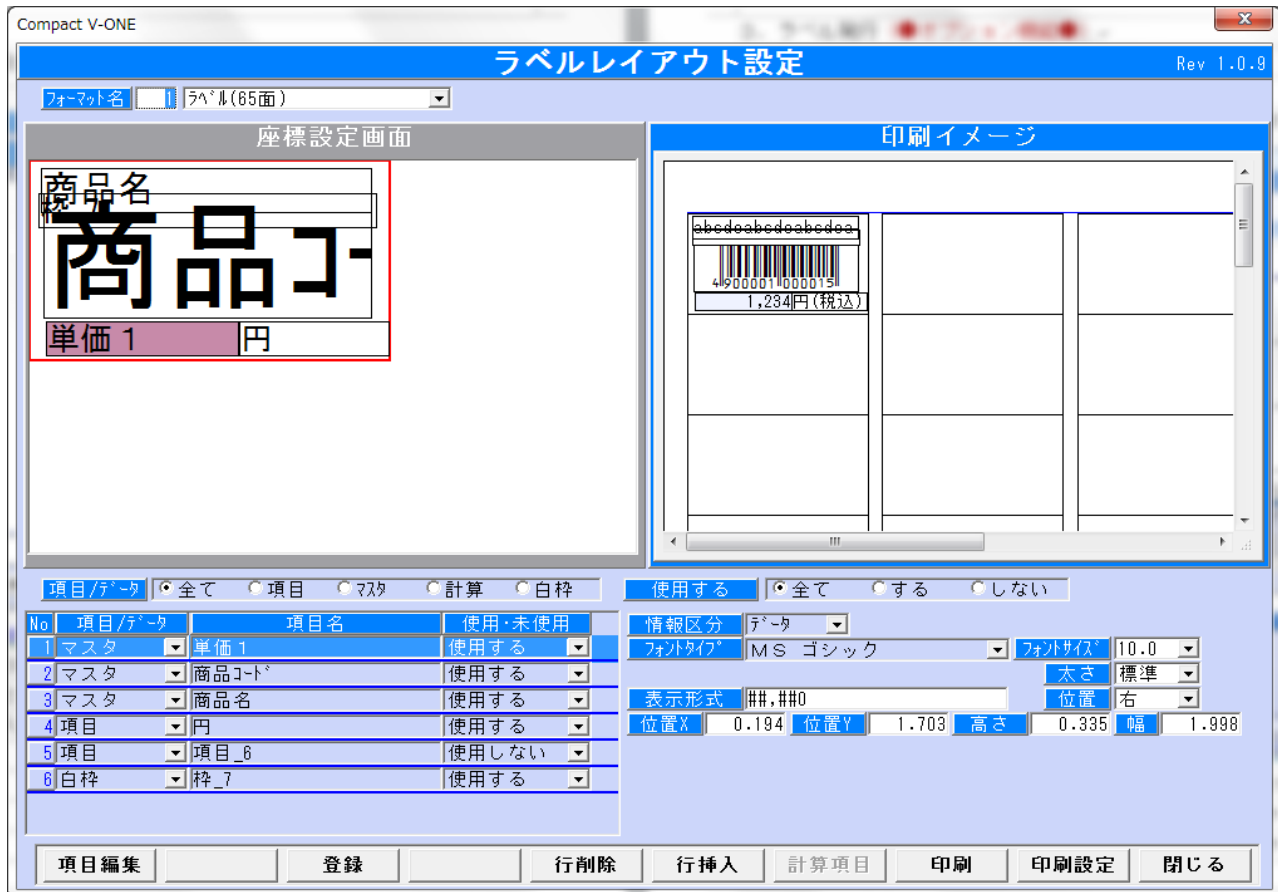 Compact V-ONE
ラベルレイアウト設定
Rev 1.0.9
フォーマット名 1 ラベル(65面)
座標設定画面
印刷イメージ
商品名
枠_7
商品コー
単価１ 円
abcdeabcdeabcdea
4900001000015
1,234円(税込)
項目/データ 全て 項目 マスタ 計算 白枠
使用する 全て する しない
No 項目/データ 項目名 使用・未使用
1 マスタ 単価１ 使用する
2 マスタ 商品コード 使用する
3 マスタ 商品名 使用する
4 項目 円 使用する
5 項目 項目_6 使用しない
6 白枠 枠_7 使用する
情報区分 データ
フォントタイプ ＭＳ ゴシック フォントサイズ 10.0
太さ 標準
表示形式 ##,##0 位置 右
位置X 0.194 位置Y 1.703 高さ 0.335 幅 1.998
項目編集 登録 行削除 行挿入 計算項目 印刷 印刷設定 閉じる